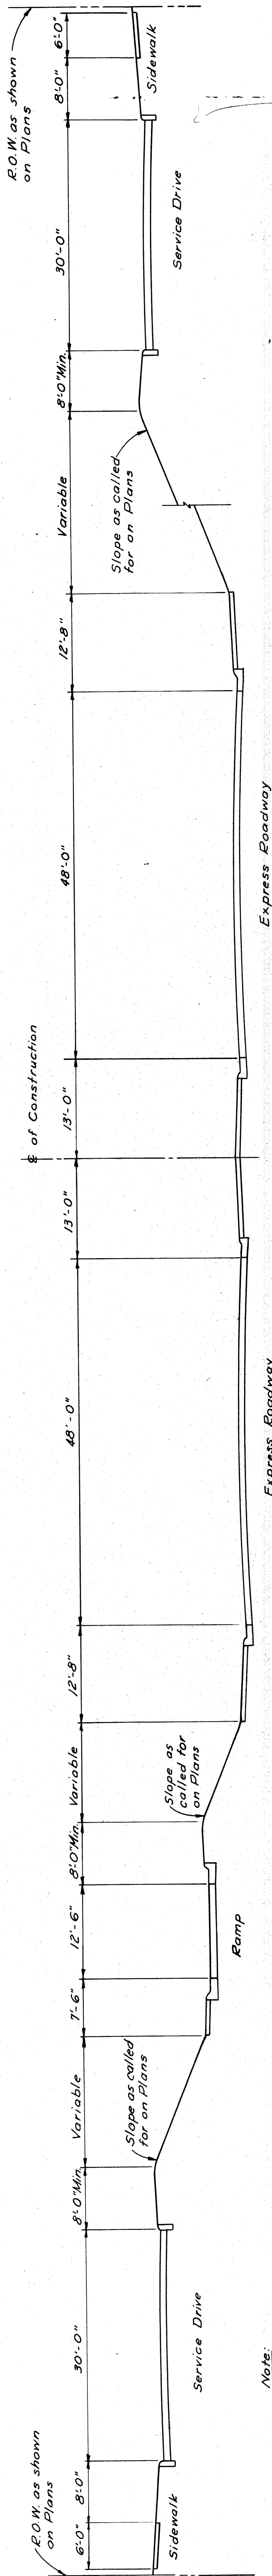 R.O.W. as shown
on Plans
6'-0"
8'-0"
Sidewalk
30'-0"
Service Drive
8'-0"Min.
Variable
Slope as called
for on Plans
7'-6"
12'-6"
Ramp
8'-0"Min.
Variable
Slope as
called for
on Plans
12'-8"
48'-0"
Express Roadway
13'-0"
℄ of Construction
13'-0"
48'-0"
Express Roadway
12'-8"
Variable
Slope as called
for on Plans
8'-0"Min.
30'-0"
Service Drive
8'-0"
6'-0"
Sidewalk
R.O.W. as shown
on Plans
Note: